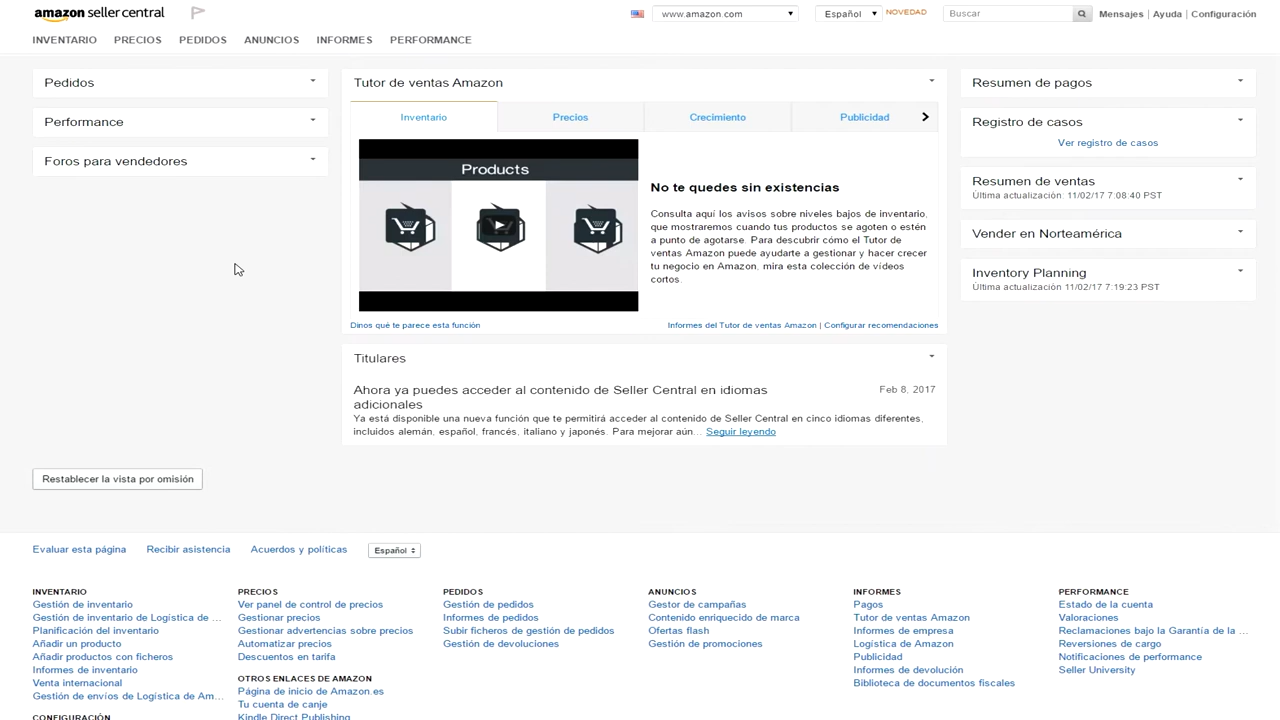 amazon seller central
www.amazon.com
Español
NOVEDAD
Buscar
Mensajes | Ayuda | Configuración
INVENTARIO PRECIOS PEDIDOS ANUNCIOS INFORMES PERFORMANCE
Pedidos
Performance
Foros para vendedores
Tutor de ventas Amazon
Inventario Precios Crecimiento Publicidad
Products
No te quedes sin existencias
Consulta aquí los avisos sobre niveles bajos de inventario,
que mostraremos cuando tus productos se agoten o estén
a punto de agotarse. Para descubrir cómo el Tutor de
ventas Amazon puede ayudarte a gestionar y hacer crecer
tu negocio en Amazon, mira esta colección de vídeos
cortos.
Dinos qué te parece esta función
Informes del Tutor de ventas Amazon | Configurar recomendaciones
Titulares
Ahora ya puedes acceder al contenido de Seller Central en idiomas
adicionales
Feb 8, 2017
Ya está disponible una nueva función que te permitirá acceder al contenido de Seller Central en cinco idiomas diferentes,
incluidos alemán, español, francés, italiano y japonés. Para mejorar aún... Seguir leyendo
Resumen de pagos
Registro de casos
Ver registro de casos
Resumen de ventas
Última actualización: 11/02/17 7:08:40 PST
Vender en Norteamérica
Inventory Planning
Última actualización 11/02/17 7:19:23 PST
Restablecer la vista por omisión
Evaluar esta página Recibir asistencia Acuerdos y políticas Español
INVENTARIO
Gestión de inventario
Gestión de inventario de Logística de ...
Planificación del inventario
Añadir un producto
Añadir productos con ficheros
Informes de inventario
Venta internacional
Gestión de envíos de Logística de Am...
CONFIGURACIÓN
PRECIOS
Ver panel de control de precios
Gestionar precios
Gestionar advertencias sobre precios
Automatizar precios
Descuentos en tarifa
OTROS ENLACES DE AMAZON
Página de inicio de Amazon.es
Tu cuenta de canje
Kindle Direct Publishing
PEDIDOS
Gestión de pedidos
Informes de pedidos
Subir ficheros de gestión de pedidos
Gestión de devoluciones
ANUNCIOS
Gestor de campañas
Contenido enriquecido de marca
Ofertas flash
Gestión de promociones
INFORMES
Pagos
Tutor de ventas Amazon
Informes de empresa
Logística de Amazon
Publicidad
Informes de devolución
Biblioteca de documentos fiscales
PERFORMANCE
Estado de la cuenta
Valoraciones
Reclamaciones bajo la Garantía de la ...
Reversiones de cargo
Notificaciones de performance
Seller University